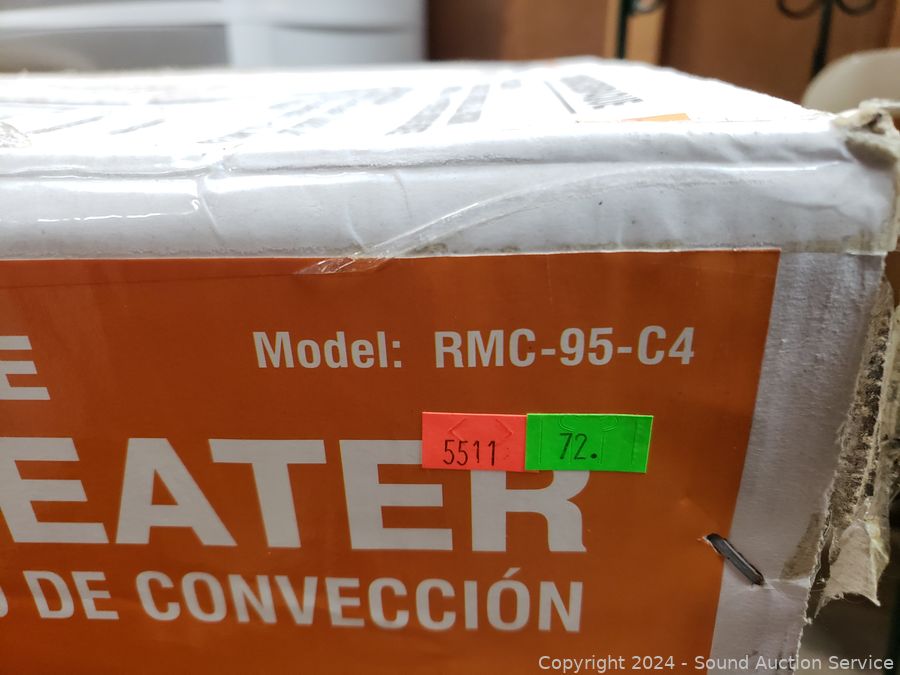 E
Model: RMC-95-C4
5511 72.
EATER
DE CONVECCIÓN
Copyright 2024 - Sound Auction Service